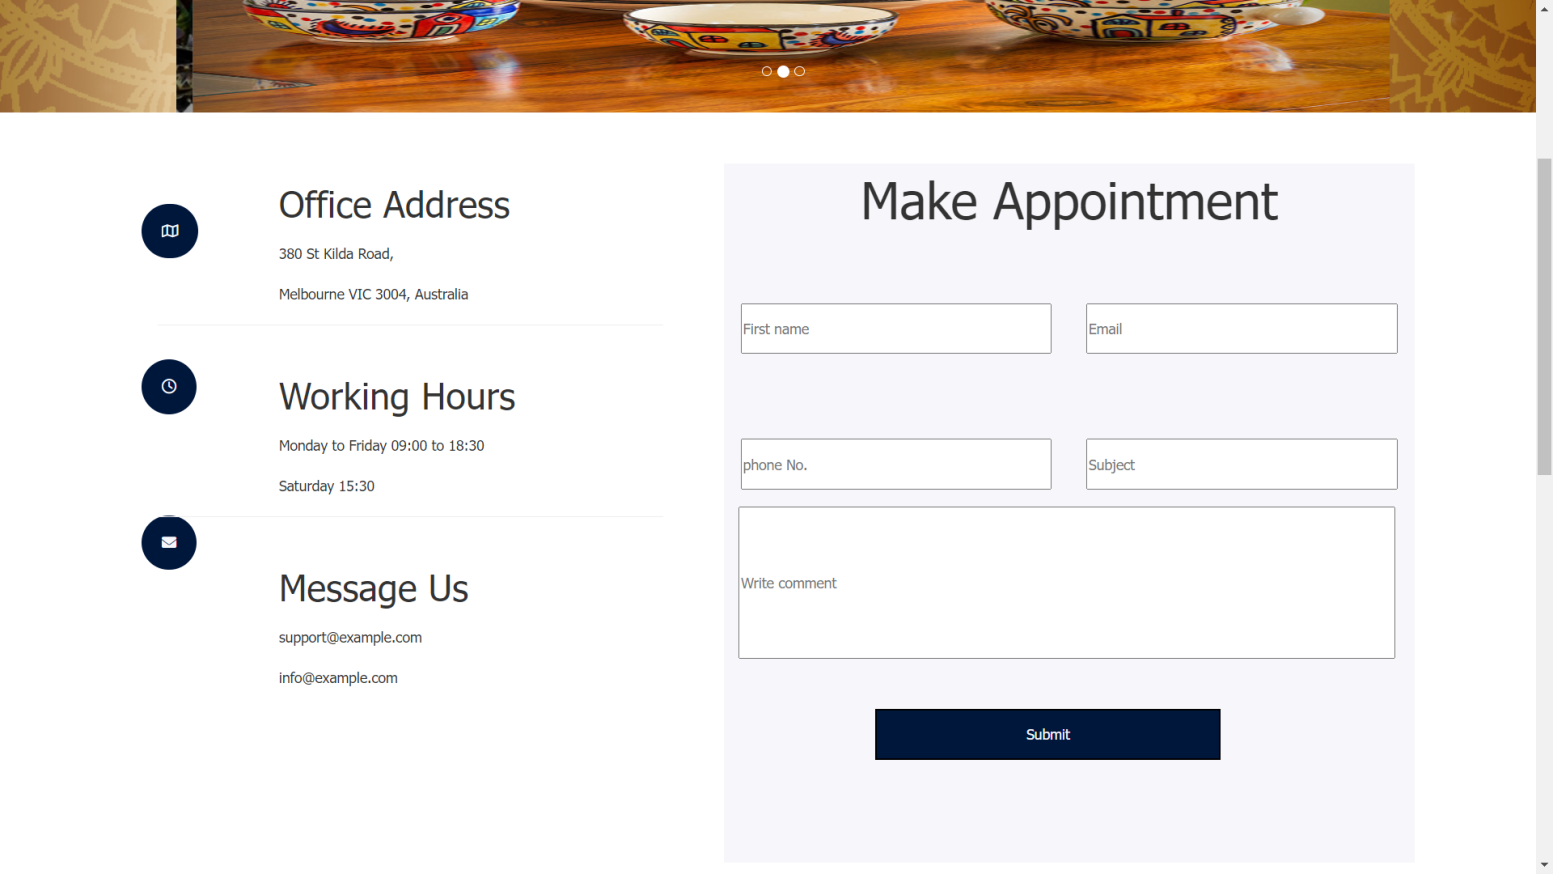 Office Address
380 St Kilda Road,
Melbourne VIC 3004, Australia
Working Hours
Monday to Friday 09:00 to 18:30
Saturday 15:30
Message Us
support@example.com
info@example.com
Make Appointment
First name
Email
phone No.
Subject
Write comment
Submit